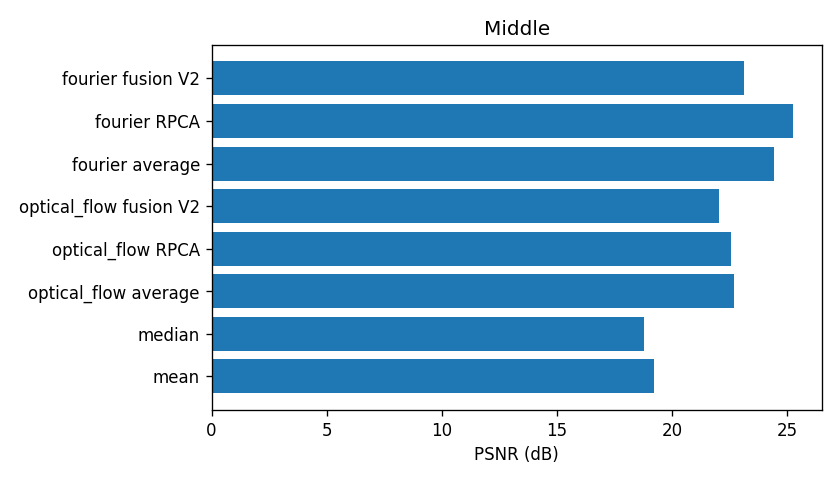 Middle
fourier fusion V2
fourier RPCA
fourier average
optical_flow fusion V2
optical_flow RPCA
optical_flow average
median
mean
0 5 10 15 20 25
PSNR (dB)